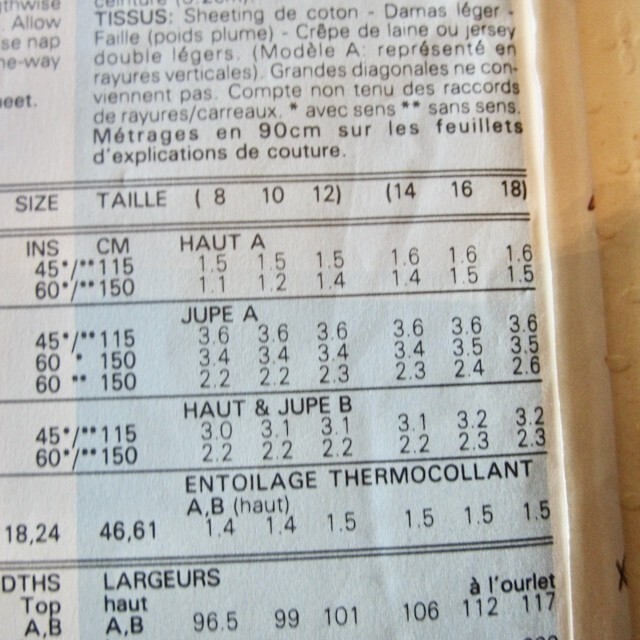 ceinture (3.2cm).
thwise TISSUS: Sheeting de coton - Damas léger -
Allow Faille (poids plume) - Crêpe de laine ou jersey
se nap double légers. (Modèle A: représenté en
ne-way rayures verticales). Grandes diagonales ne con-
viennent pas. Compte non tenu des raccords
eet. de rayures/carreaux. * avec sens ** sans sens.
Métrages en 90cm sur les feuillets
d'explications de couture.
SIZE TAILLE ( 8 10 12) (14 16 18)
INS CM HAUT A
45*/**115 1.5 1.5 1.5 1.6 1.6 1.6
60*/**150 1.1 1.2 1.4 1.4 1.5 1.5
JUPE A
45*/**115 3.6 3.6 3.6 3.6 3.6 3.6
60 * 150 3.4 3.4 3.4 3.4 3.5 3.5
60 ** 150 2.2 2.2 2.3 2.3 2.4 2.6
HAUT & JUPE B
45*/**115 3.0 3.1 3.1 3.1 3.2 3.2
60*/**150 2.2 2.2 2.2 2.2 2.3 2.3
ENTOILAGE THERMOCOLLANT
A,B (haut)
18,24 46,61 1.4 1.4 1.5 1.5 1.5 1.5
DTHS LARGEURS à l'ourlet
Top haut
A,B A,B 96.5 99 101 106 112 117